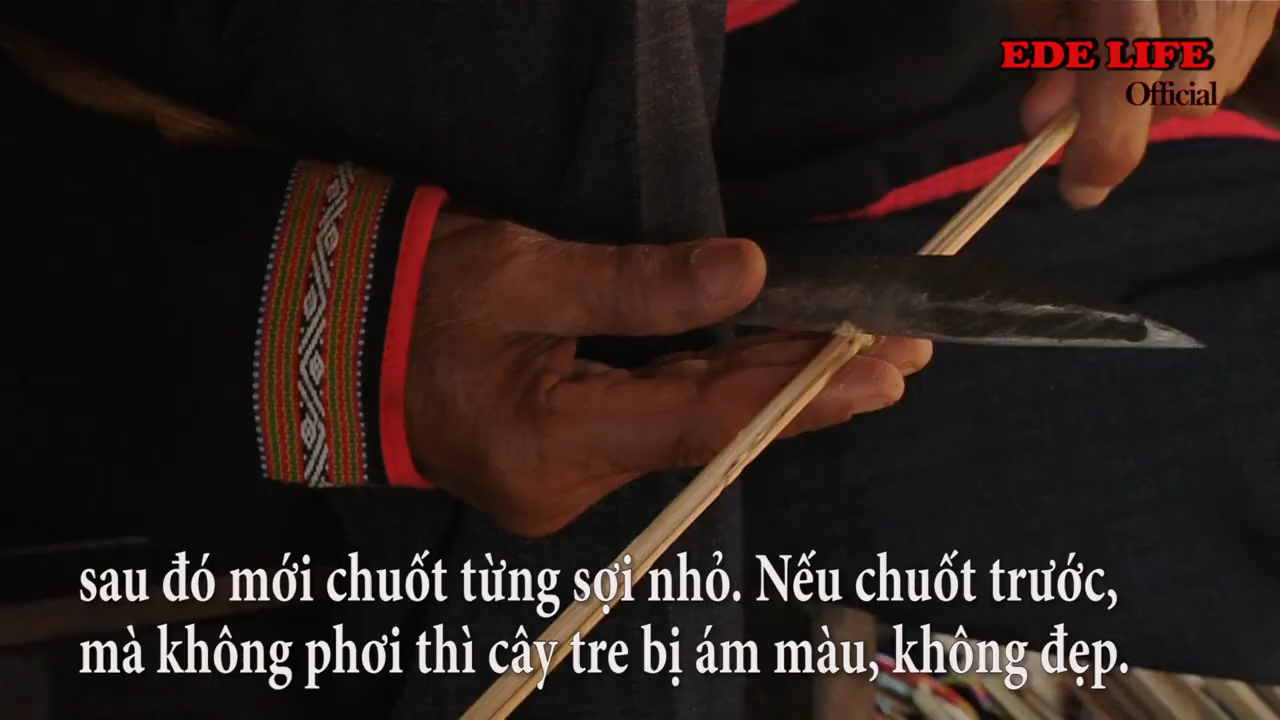 EDE LIFE
Official
sau đó mới chuốt từng sợi nhỏ. Nếu chuốt trước,
mà không phơi thì cây tre bị ám màu, không đẹp.